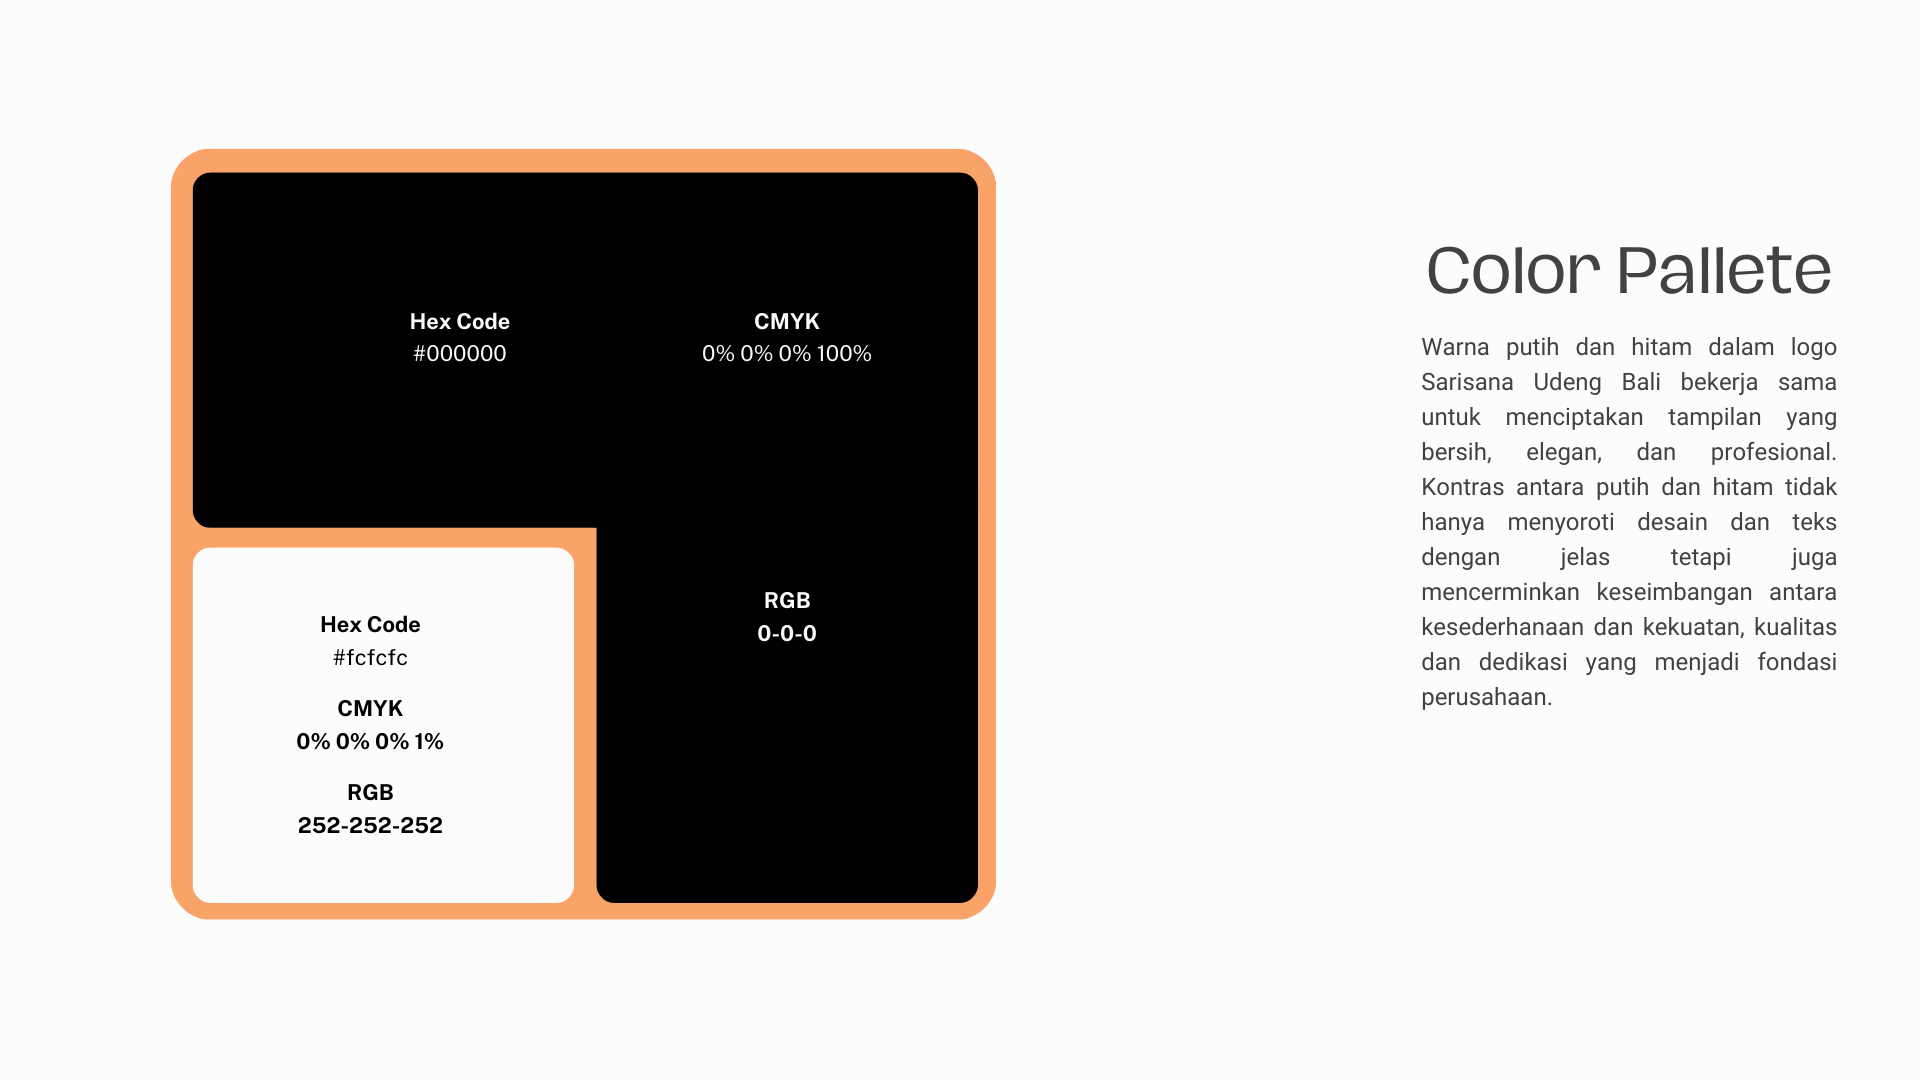 Hex Code
#000000
CMYK
0% 0% 0% 100%
RGB
0-0-0
Hex Code
#fcfcfc
CMYK
0% 0% 0% 1%
RGB
252-252-252
Color Pallete
Warna putih dan hitam dalam logo
Sarisana Udeng Bali bekerja sama
untuk menciptakan tampilan yang
bersih, elegan, dan profesional.
Kontras antara putih dan hitam tidak
hanya menyoroti desain dan teks
dengan jelas tetapi juga
mencerminkan keseimbangan antara
kesederhanaan dan kekuatan, kualitas
dan dedikasi yang menjadi fondasi
perusahaan.